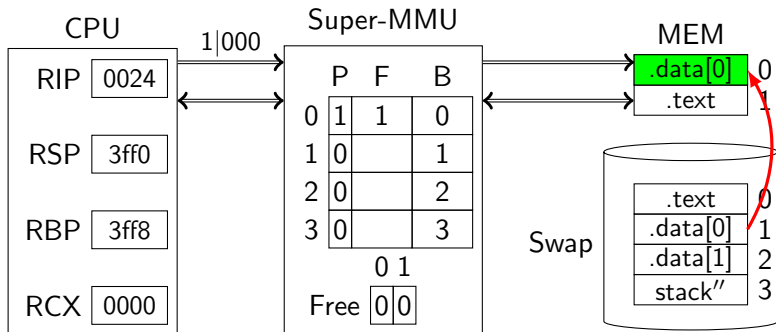 CPU
Super-MMU
MEM
1|000
RIP 0024
RSP 3ff0
RBP 3ff8
RCX 0000
P F B
0 1 1 0
1 0 1
2 0 2
3 0 3
0 1
Free 0 0
.data[0] 0
.text 1
Swap
.text 0
.data[0] 1
.data[1] 2
stack″ 3